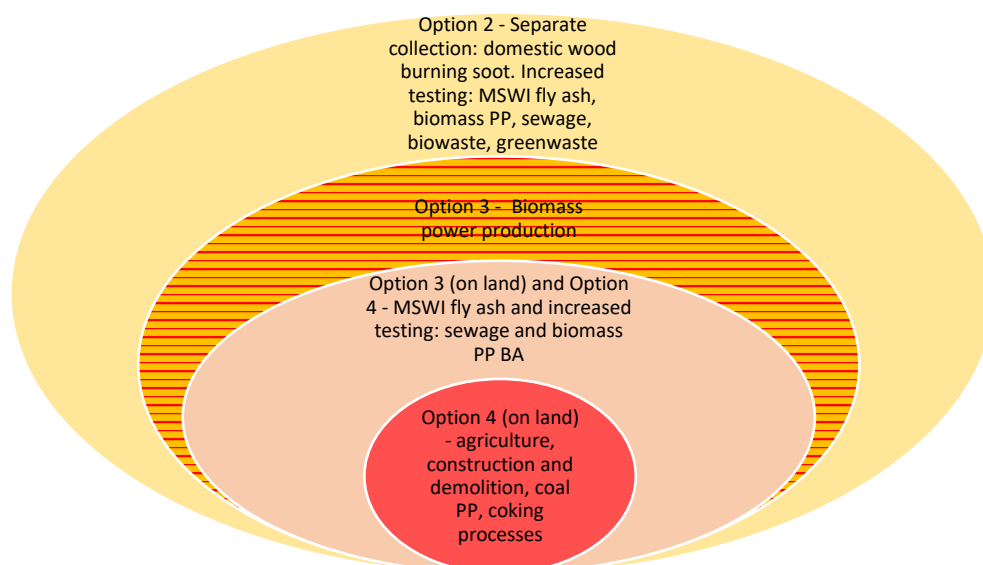 Option 2 - Separate
collection: domestic wood
burning soot. Increased
testing: MSWI fly ash,
biomass PP, sewage,
biowaste, greenwaste
Option 3 -  Biomass
power production
Option 3 (on land) and Option
4 - MSWI fly ash and increased
testing: sewage and biomass
PP BA
Option 4 (on land)
- agriculture,
construction and
demolition, coal
PP, coking
processes